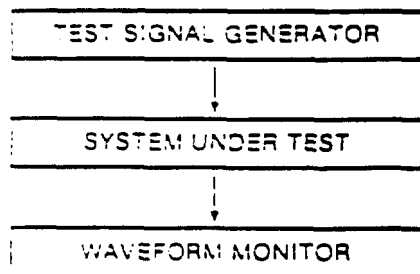 TEST SIGNAL GENERATOR
SYSTEM UNDER TEST
WAVEFORM MONITOR